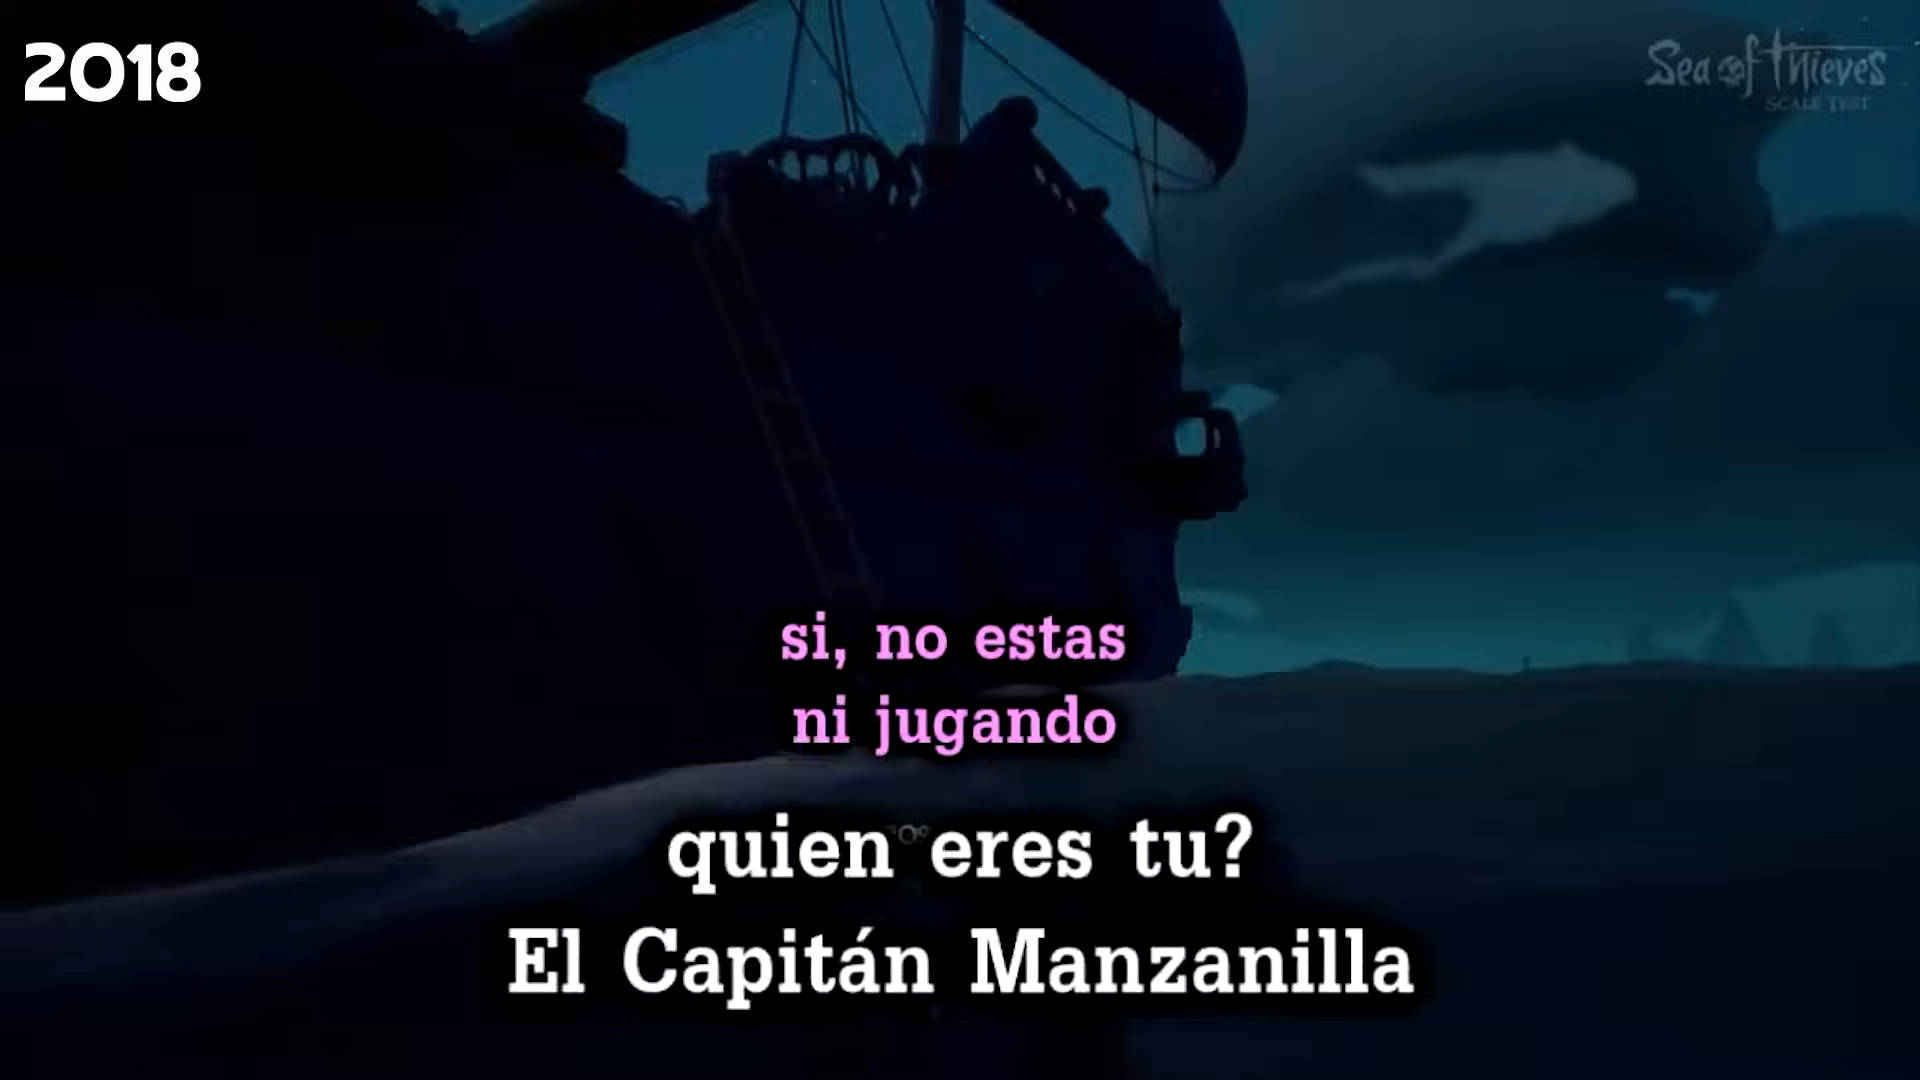 2018
Sea of Thieves
SCALE TEST
si, no estas
ni jugando
quien eres tu?
El Capitán Manzanilla